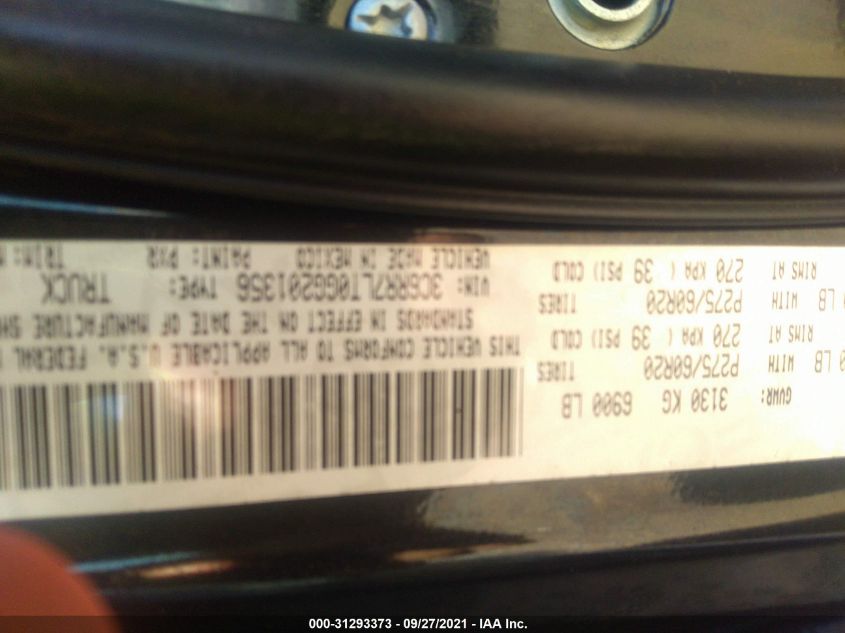 GVWR: 3130 KG 6900 LB
LB WITH P275/60R20 TIRES
RIMS AT 270 KPA ( 39 PSI) COLD
LB WITH P275/60R20 TIRES
RIMS AT 270 KPA ( 39 PSI) COLD
THIS VEHICLE CONFORMS TO ALL APPLICABLE U.S.A. FEDERAL
STANDARDS IN EFFECT ON THE DATE OF MANUFACTURE SH
VIN: 3C6RR7LT0GG201356 TYPE: TRUCK
VEHICLE MADE IN MEXICO PAINT: PXR TRIM:
000-31293373 - 09/27/2021 - IAA Inc.